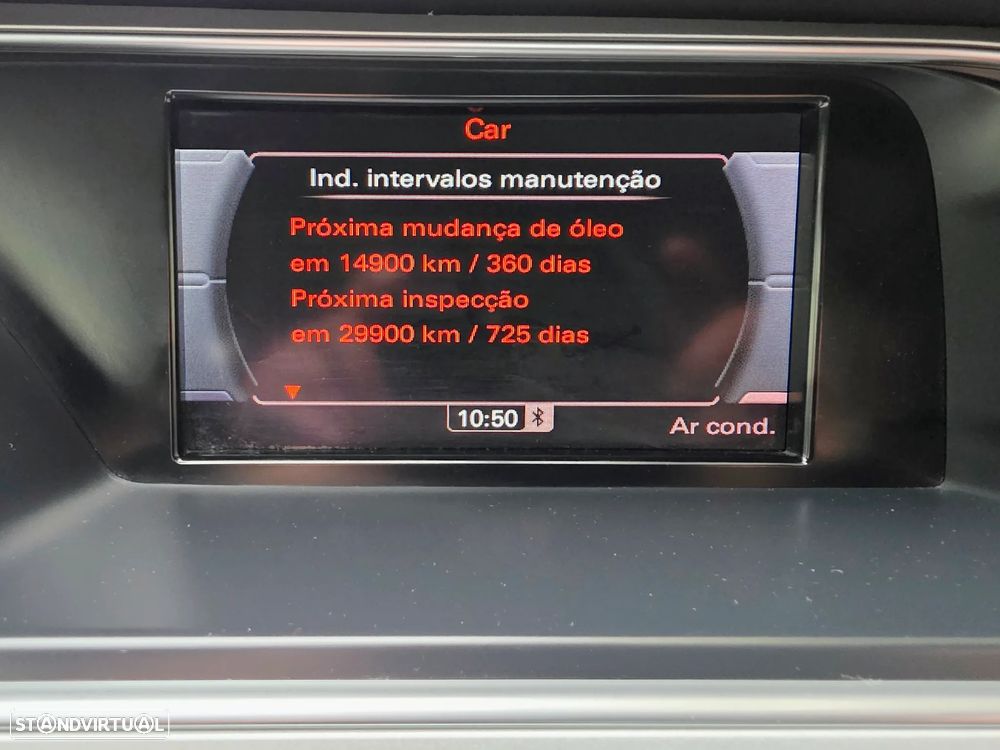 Car
Ind. intervalos manutenção
Próxima mudança de óleo
em 14900 km / 360 dias
Próxima inspecção
em 29900 km / 725 dias
10:50
Ar cond.
STANDVIRTUAL